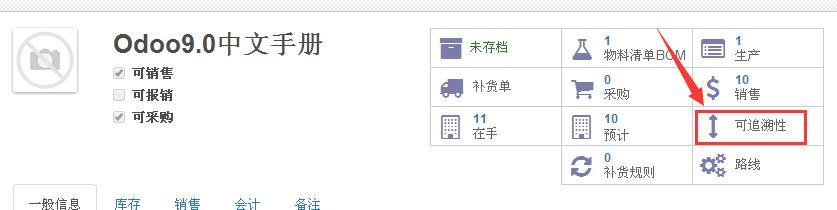 Odoo9.0中文手册
可销售
可报销
可采购
未存档
1
物料清单BOM
1
生产
补货单
0
采购
10
销售
11
在手
10
预计
可追溯性
0
补货规则
路线
一般信息
库存
销售
会计
备注